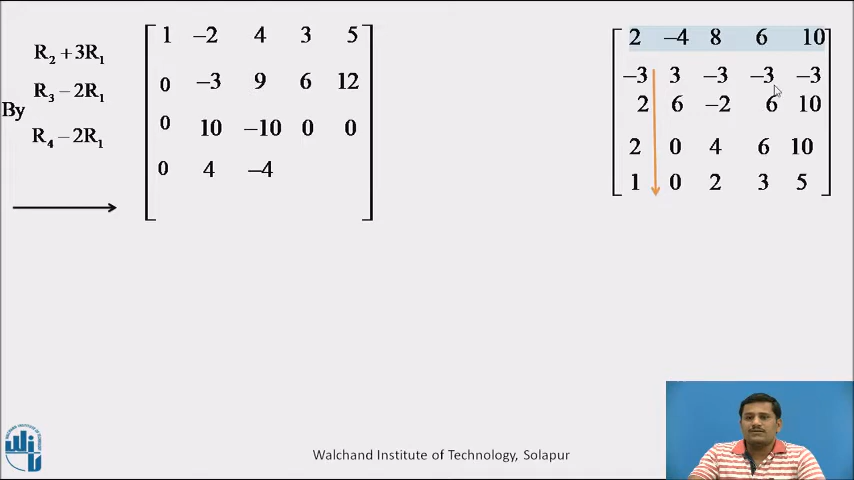 By
R₂ + 3R₁
R₃ − 2R₁
R₄ − 2R₁
1 −2 4 3 5
0 −3 9 6 12
0 10 −10 0 0
0 4 −4
2 −4 8 6 10
−3 3 −3 −3 −3
2 6 −2 6 10
2 0 4 6 10
1 0 2 3 5
Walchand Institute of Technology, Solapur